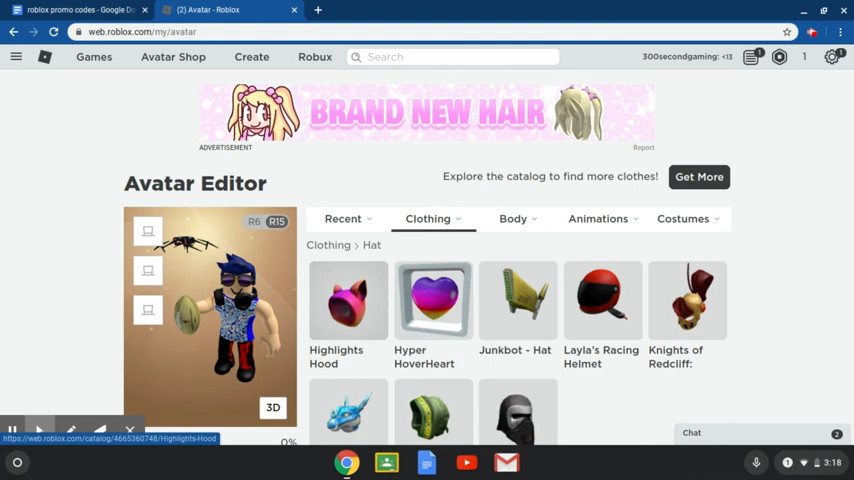 roblox promo codes - Google Do
(2) Avatar - Roblox
web.roblox.com/my/avatar
Games
Avatar Shop
Create
Robux
Search
300secondgaming: <13
1
1
1
BRAND NEW HAIR
ADVERTISEMENT
Report
Avatar Editor
Explore the catalog to find more clothes!
Get More
R6 R15
Recent
Clothing
Body
Animations
Costumes
Clothing > Hat
Highlights Hood
Hyper HoverHeart
Junkbot - Hat
Layla's Racing Helmet
Knights of Redcliff:
3D
0%
https://web.roblox.com/catalog/4665360748/Highlights-Hood
Chat
2
1
3:18